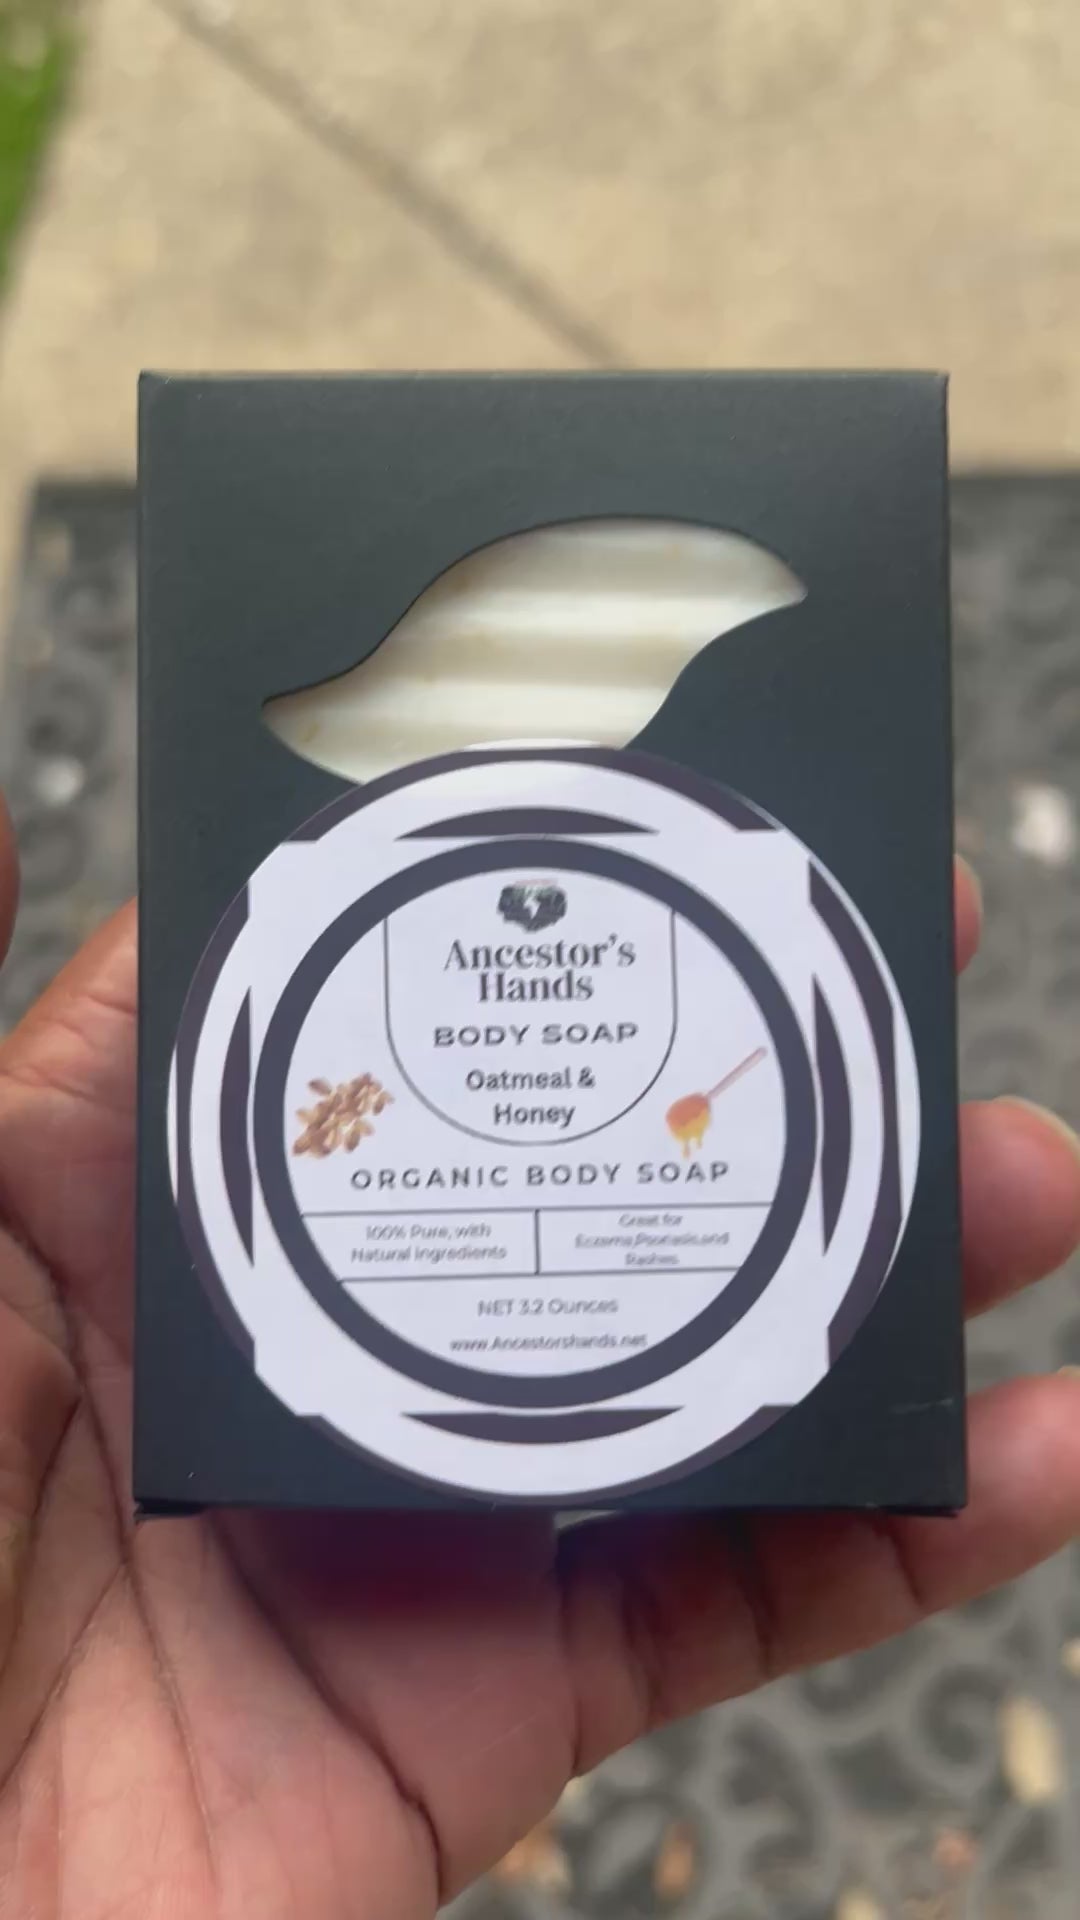 Ancestor's
Hands
BODY SOAP
Oatmeal &
Honey
ORGANIC BODY SOAP
100% Pure, with
Natural ingredients
Great for
Eczema,Psoriasis,and
Rashes
NET 3.2 Ounces
www.Ancestorshands.net